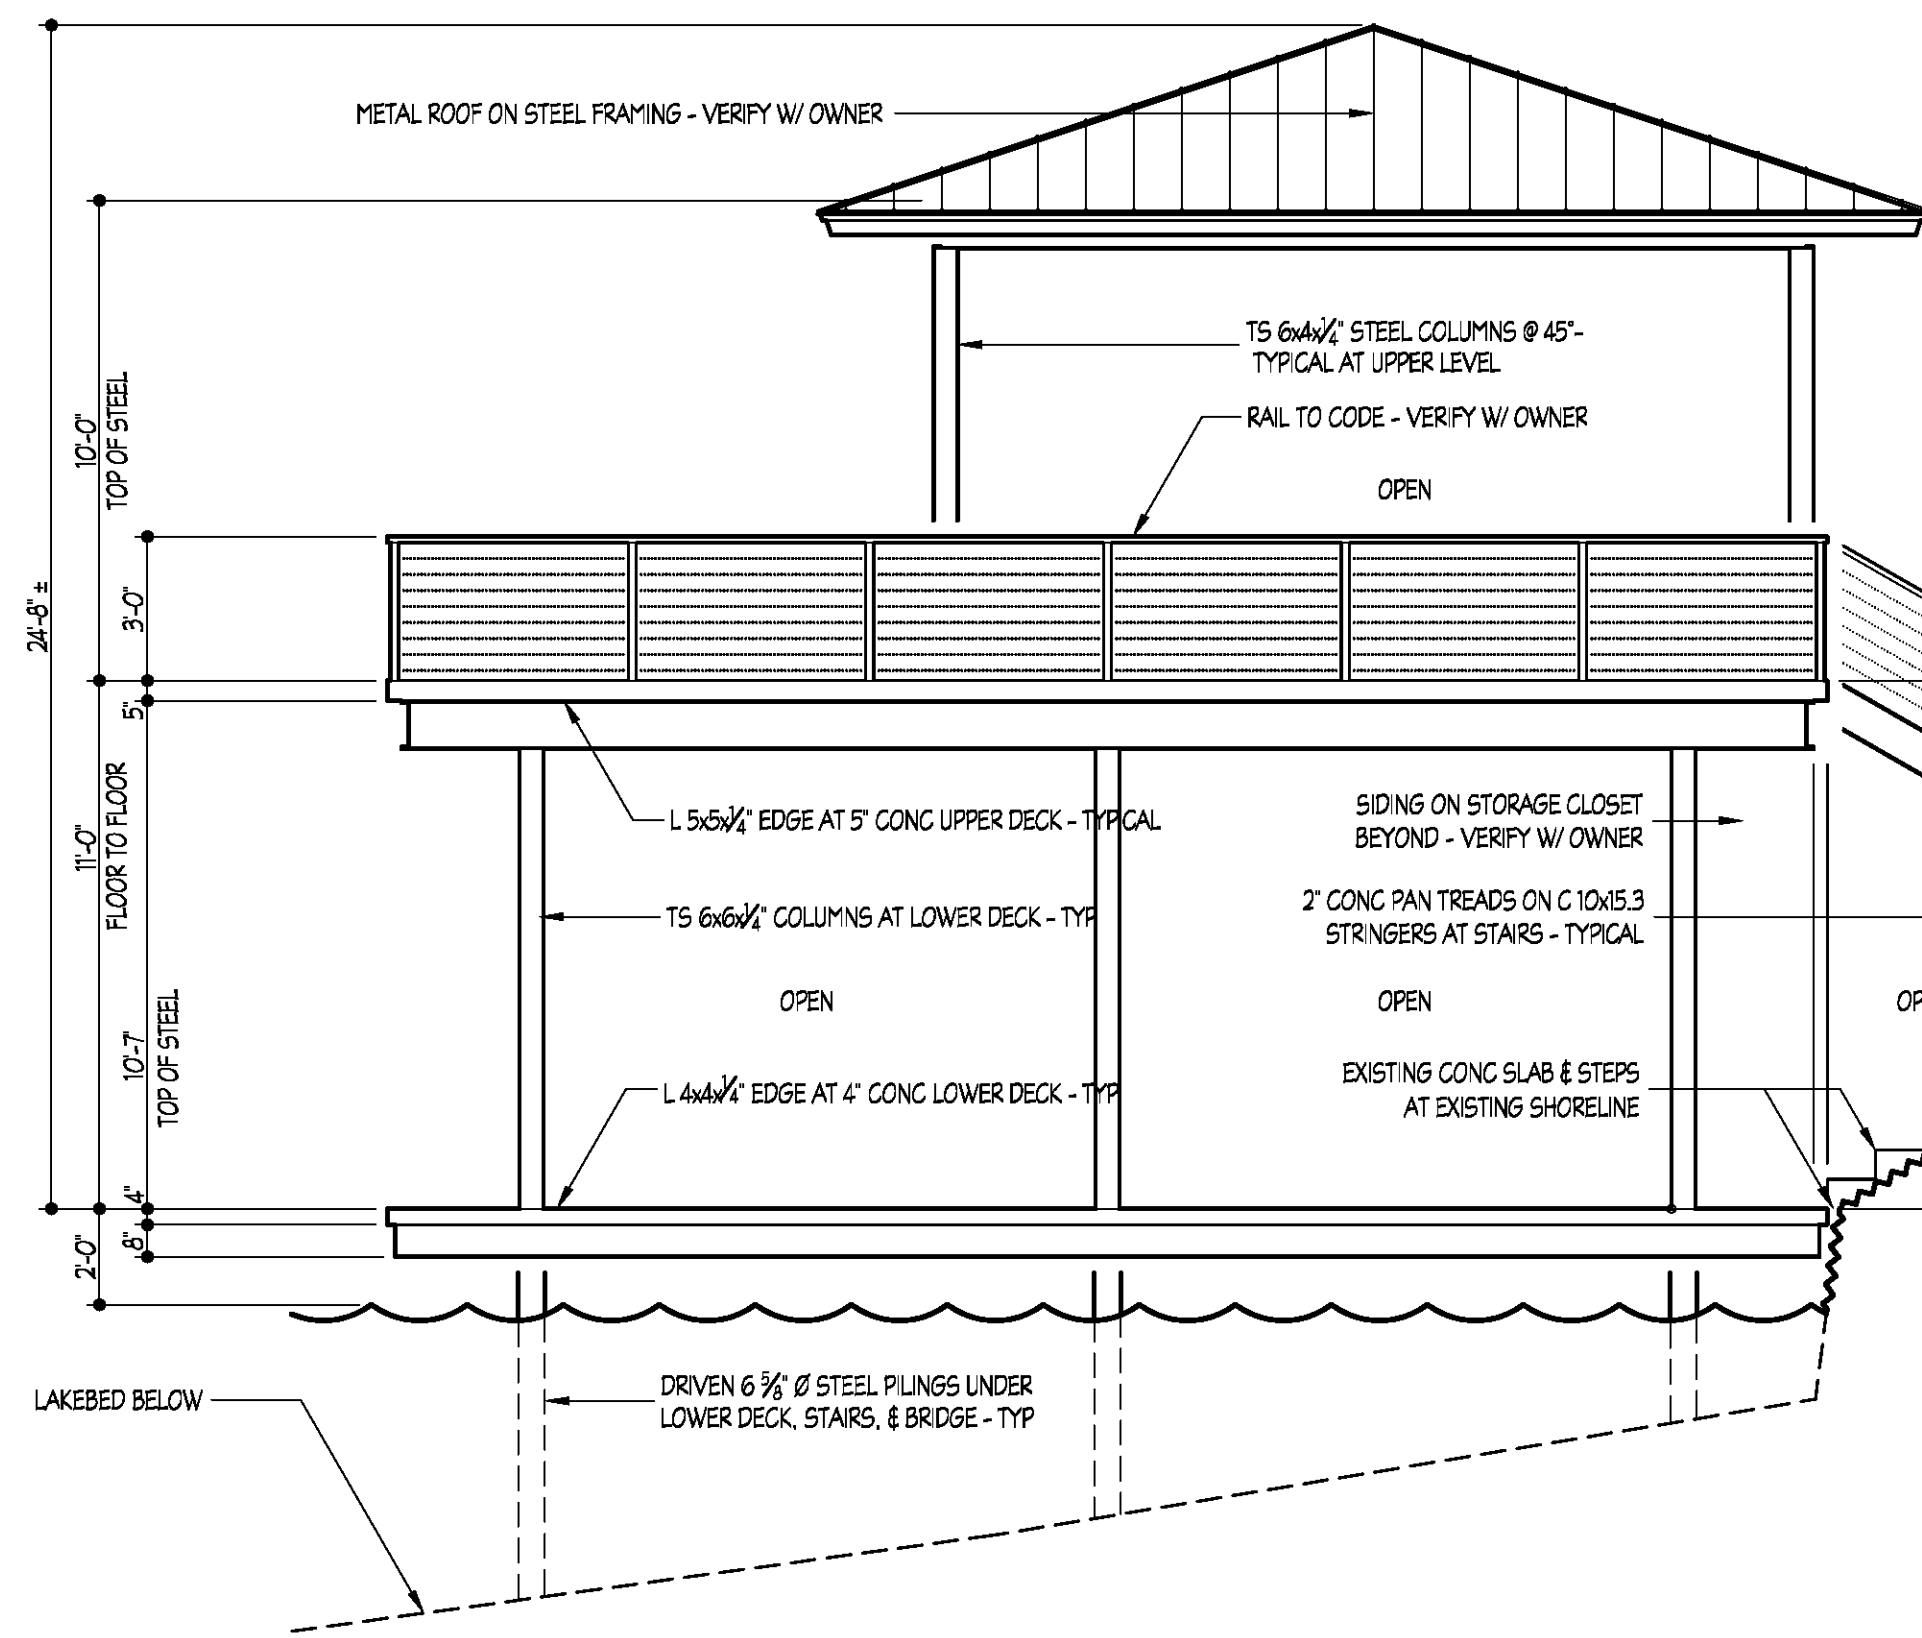 METAL ROOF ON STEEL FRAMING - VERIFY W/ OWNER
TS 6x4x1/4" STEEL COLUMNS @ 45°-
TYPICAL AT UPPER LEVEL
RAIL TO CODE - VERIFY W/ OWNER
OPEN
24'-8" ±
10'-0"
TOP OF STEEL
3'-0"
5"
11'-0"
FLOOR TO FLOOR
10'-7"
TOP OF STEEL
4"
8"
2'-0"
L 5x5x1/4" EDGE AT 5" CONC UPPER DECK - TYPICAL
SIDING ON STORAGE CLOSET
BEYOND - VERIFY W/ OWNER
TS 6x6x1/4" COLUMNS AT LOWER DECK - TYP
2" CONC PAN TREADS ON C 10x15.3
STRINGERS AT STAIRS - TYPICAL
OPEN
OPEN
OP
L 4x4x1/4" EDGE AT 4" CONC LOWER DECK - TYP
EXISTING CONC SLAB & STEPS
AT EXISTING SHORELINE
LAKEBED BELOW
DRIVEN 6 5/8" Ø STEEL PILINGS UNDER
LOWER DECK, STAIRS, & BRIDGE - TYP